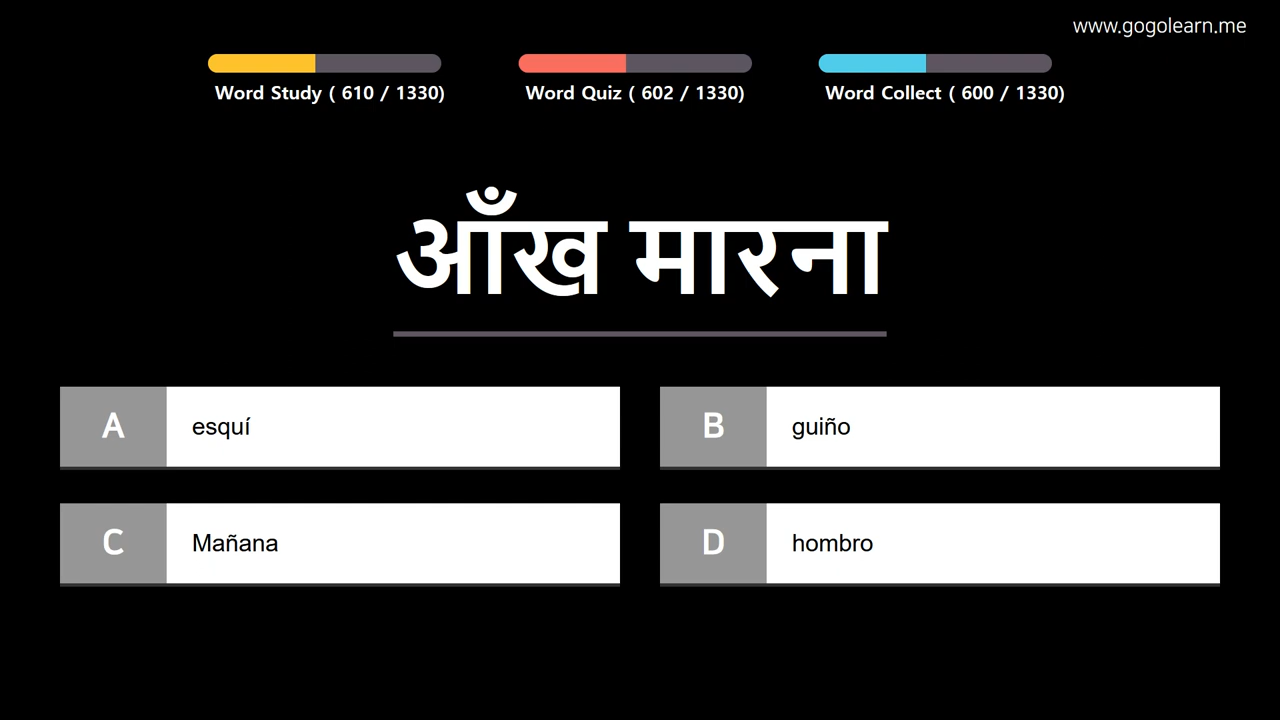 www.gogolearn.me
Word Study ( 610 / 1330)
Word Quiz ( 602 / 1330)
Word Collect ( 600 / 1330)
आँख मारना
A esquí
B guiño
C Mañana
D hombro